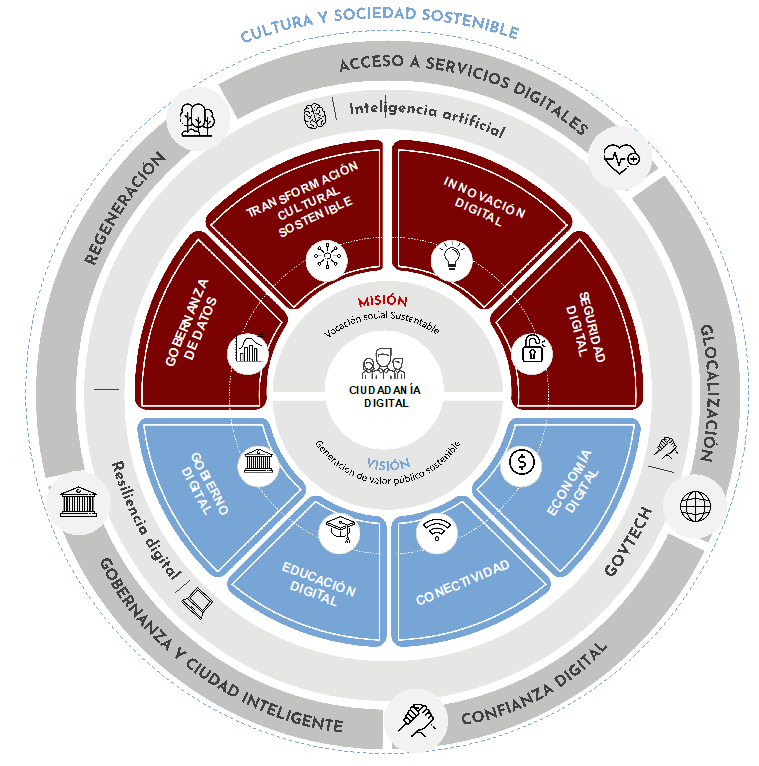 CULTURA Y SOCIEDAD SOSTENIBLE
ACCESO A SERVICIOS DIGITALES
Inteligencia artificial
REGENERACIÓN
TRANSFORMACIÓN
CULTURAL
SOSTENIBLE
INNOVACIÓN
DIGITAL
GOBERNANZA
DE DATOS
SEGURIDAD
DIGITAL
MISIÓN
Vocación social Sustentable
GLOCALIZACIÓN
CIUDADANÍA
DIGITAL
VISIÓN
Generación de valor público sostenible
GOBIERNO
DIGITAL
ECONOMÍA
DIGITAL
Resiliencia digital
GOVTECH
EDUCACIÓN
DIGITAL
CONECTIVIDAD
GOBERNANZA Y CIUDAD INTELIGENTE
CONFIANZA DIGITAL